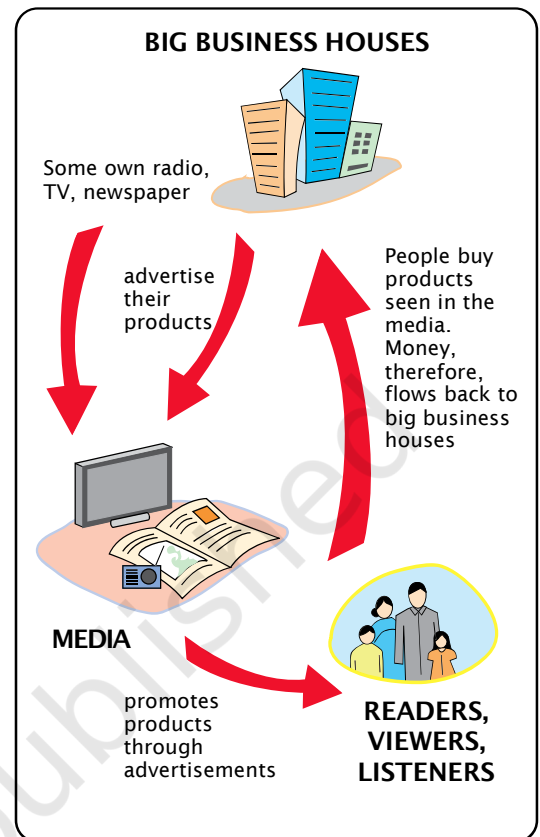 BIG BUSINESS HOUSES
Some own radio,
TV, newspaper
advertise
their
products
People buy
products
seen in the
media.
Money,
therefore,
flows back to
big business
houses
MEDIA
promotes
products
through
advertisements
READERS,
VIEWERS,
LISTENERS
ublished